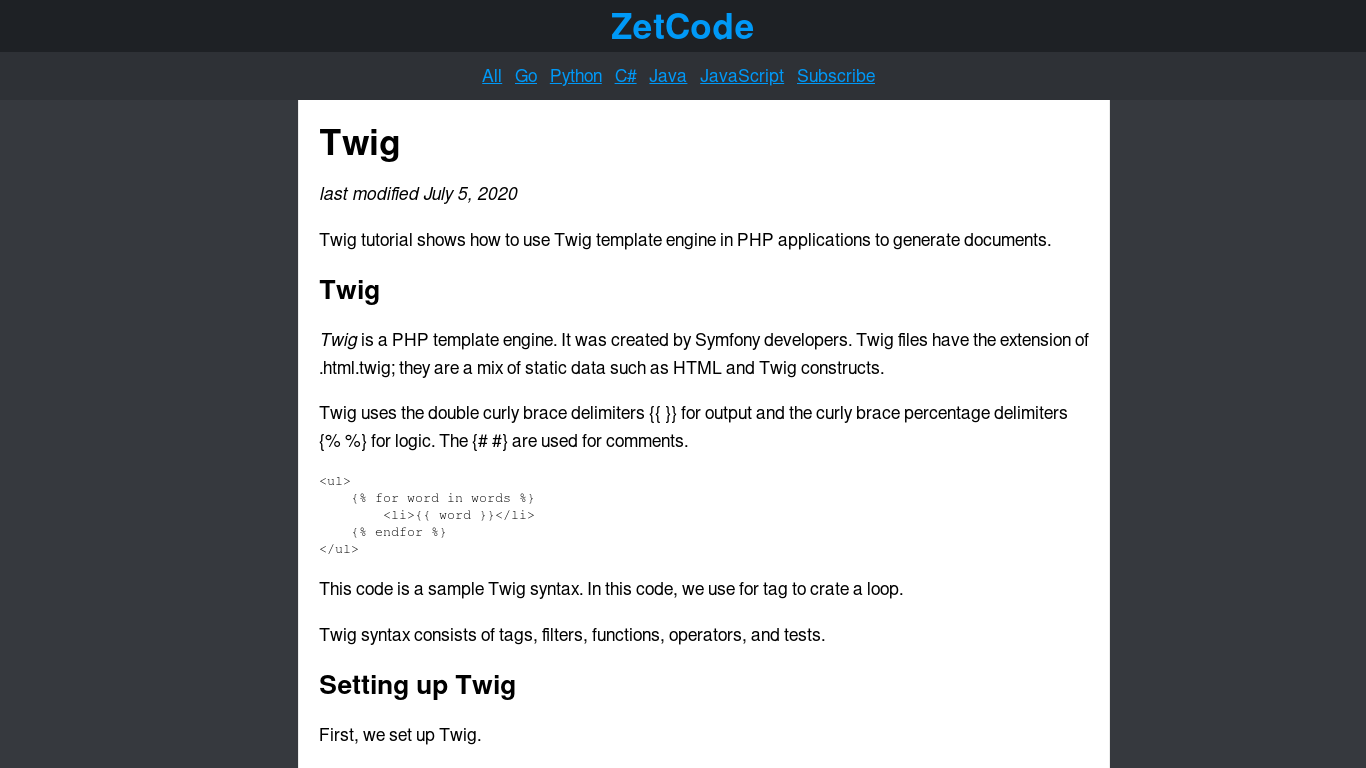 ZetCode
All Go Python C# Java JavaScript Subscribe
Twig
last modified July 5, 2020
Twig tutorial shows how to use Twig template engine in PHP applications to generate documents.
Twig
Twig is a PHP template engine. It was created by Symfony developers. Twig files have the extension of
.html.twig; they are a mix of static data such as HTML and Twig constructs.
Twig uses the double curly brace delimiters {{ }} for output and the curly brace percentage delimiters
{% %} for logic. The {# #} are used for comments.
<ul>
    {% for word in words %}
        <li>{{ word }}</li>
    {% endfor %}
</ul>
This code is a sample Twig syntax. In this code, we use for tag to crate a loop.
Twig syntax consists of tags, filters, functions, operators, and tests.
Setting up Twig
First, we set up Twig.